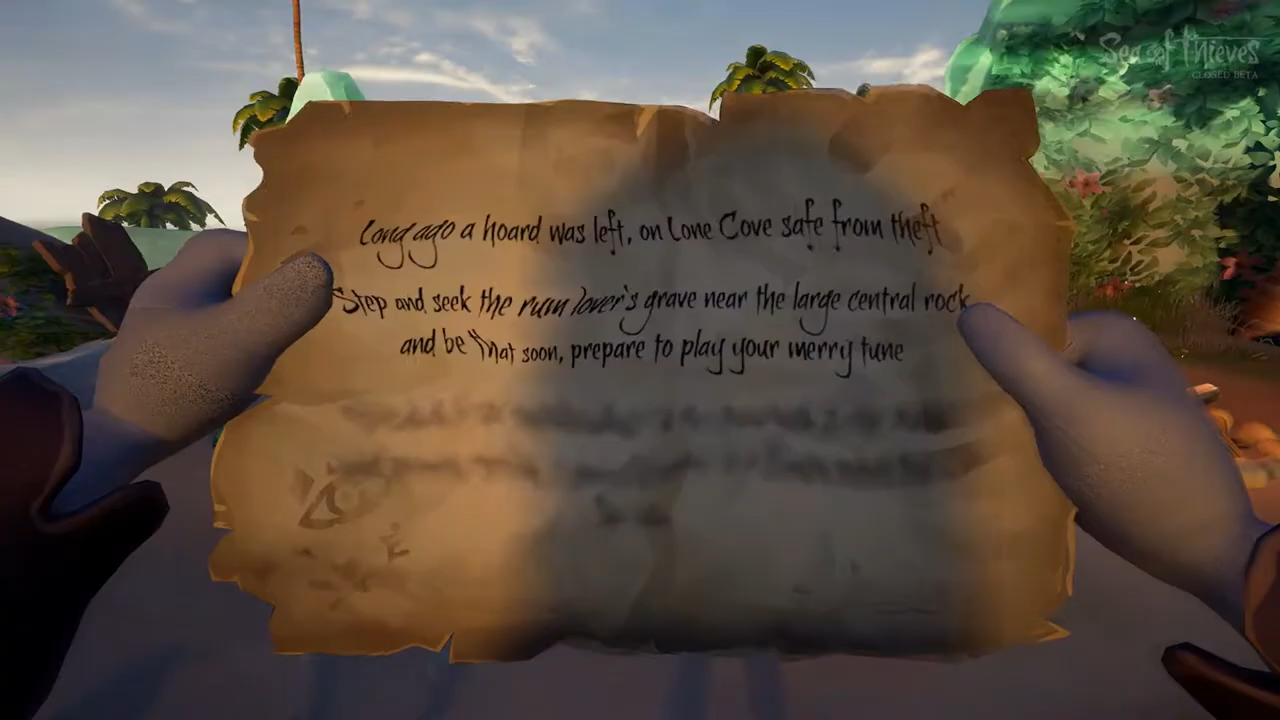 Sea of Thieves
CLOSED BETA
Long ago a hoard was left, on Lone Cove safe from theft
Step and seek the rum lover's grave near the large central rock
and be that soon, prepare to play your merry tune